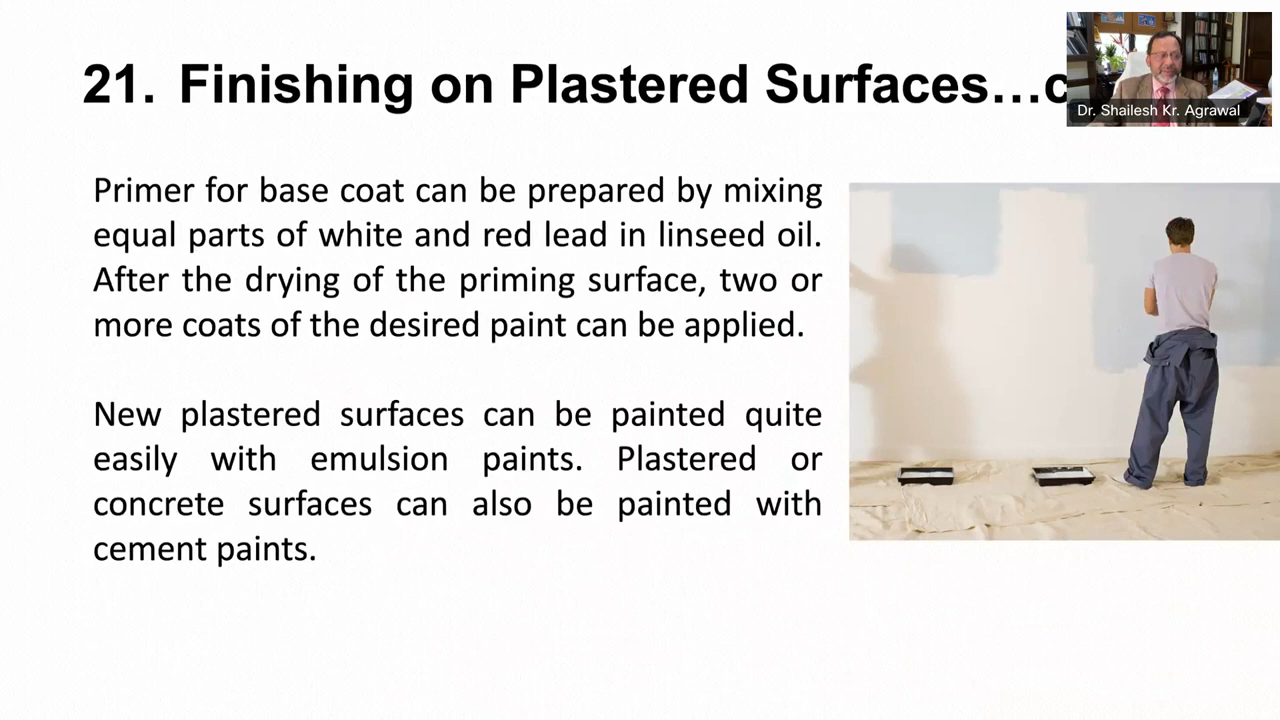 21. Finishing on Plastered Surfaces...c
Dr. Shailesh Kr. Agrawal
Primer for base coat can be prepared by mixing
equal parts of white and red lead in linseed oil.
After the drying of the priming surface, two or
more coats of the desired paint can be applied.
New plastered surfaces can be painted quite
easily with emulsion paints. Plastered or
concrete surfaces can also be painted with
cement paints.